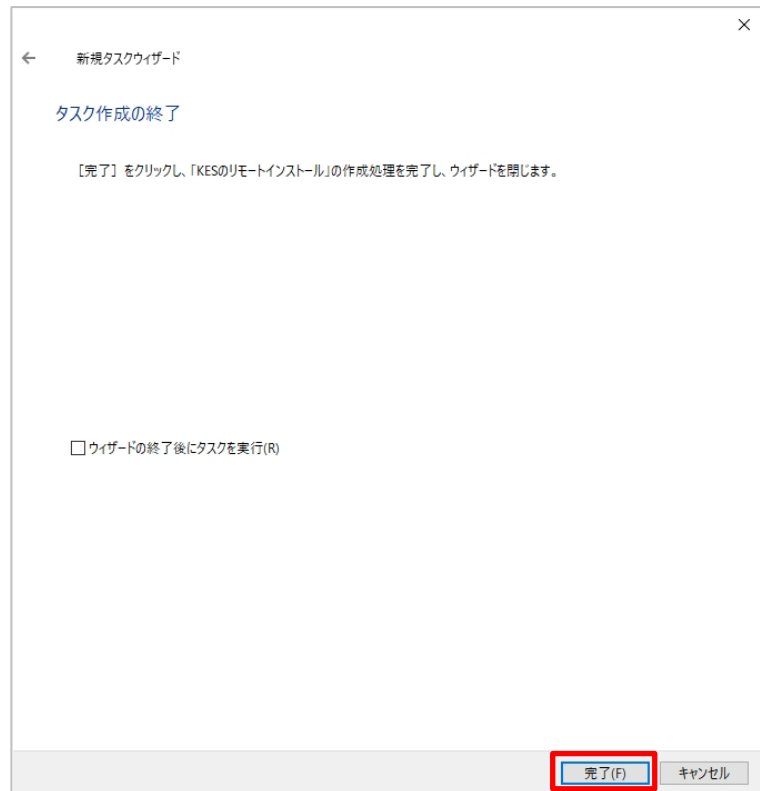 新規タスクウィザード
タスク作成の終了
［完了］をクリックし、「KESのリモートインストール」の作成処理を完了し、ウィザードを閉じます。
ウィザードの終了後にタスクを実行(R)
完了(F)
キャンセル